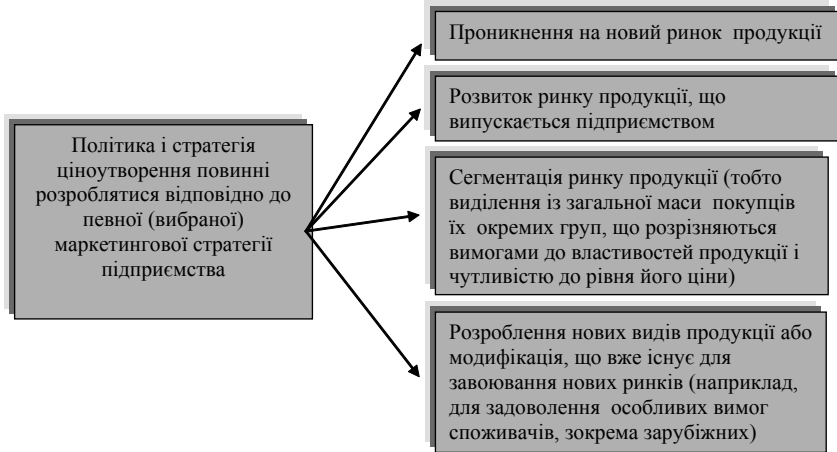 Політика і стратегія
ціноутворення повинні
розроблятися відповідно до
певної (вибраної)
маркетингової стратегії
підприємства
Проникнення на новий ринок продукції
Розвиток ринку продукції, що
випускається підприємством
Сегментація ринку продукції (тобто
виділення із загальної маси покупців
їх окремих груп, що розрізняються
вимогами до властивостей продукції і
чутливістю до рівня його ціни)
Розроблення нових видів продукції або
модифікація, що вже існує для
завоювання нових ринків (наприклад,
для задоволення особливих вимог
споживачів, зокрема зарубіжних)